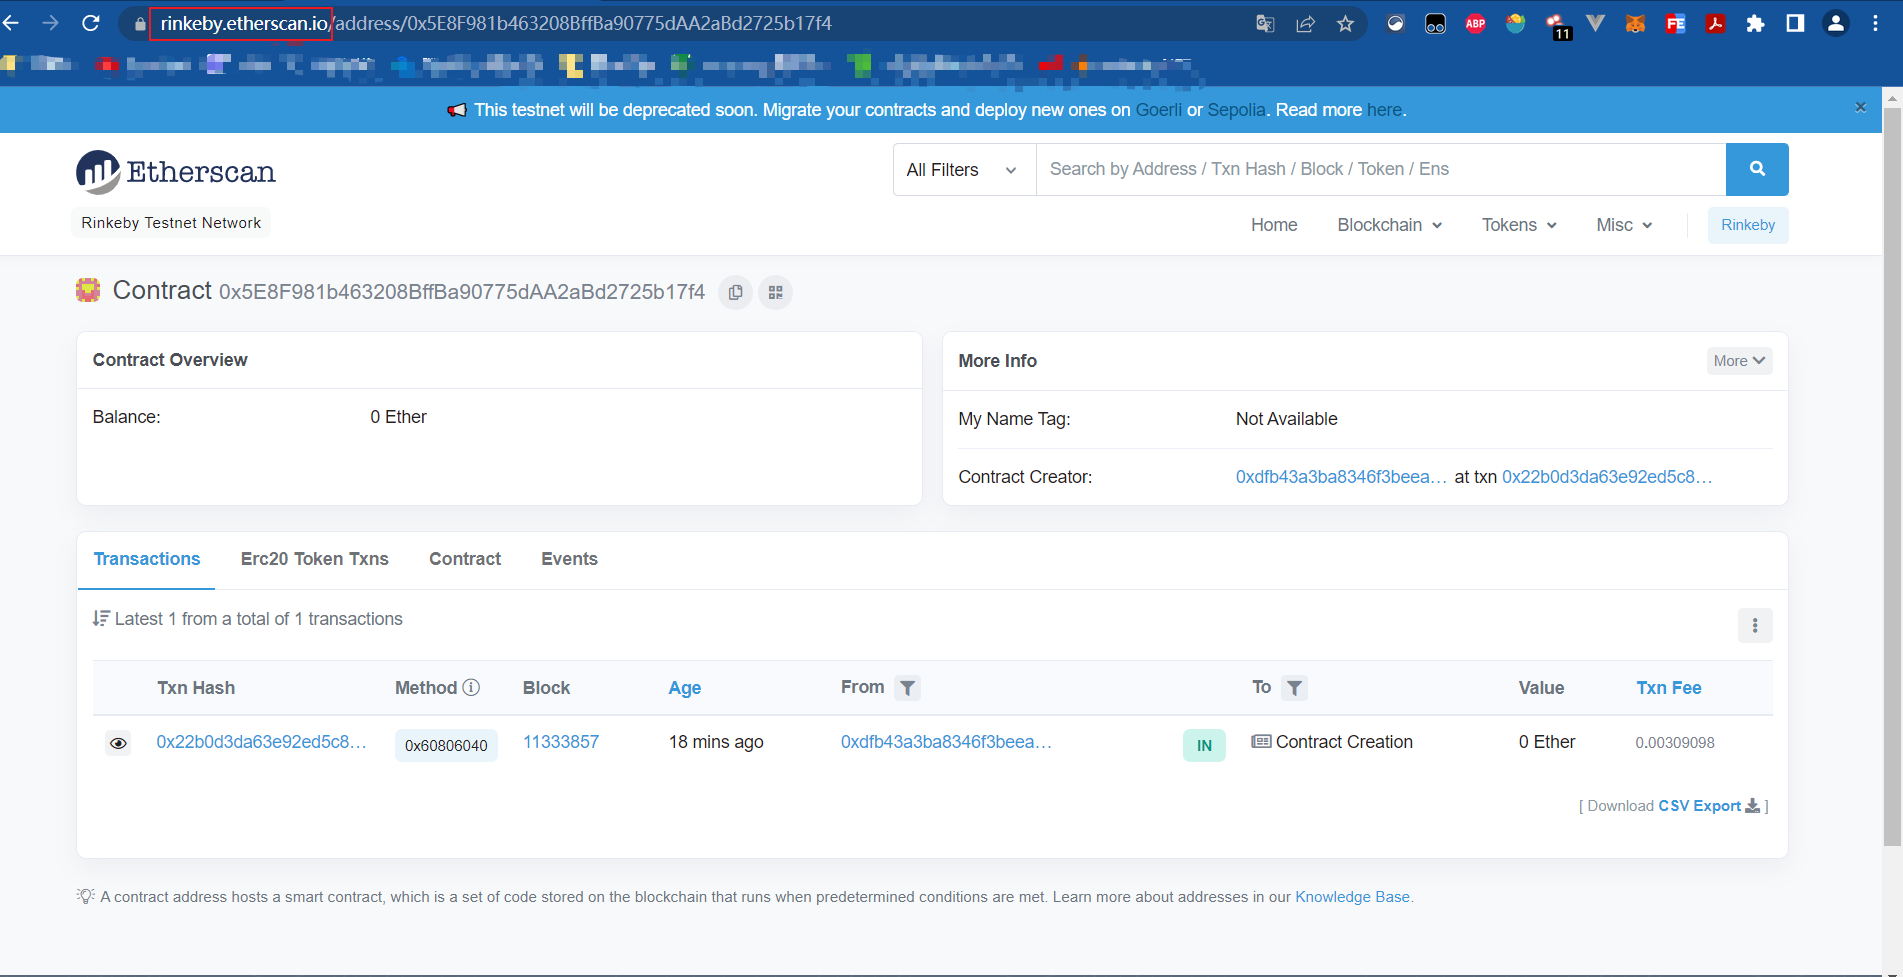 rinkeby.etherscan.io/address/0x5E8F981b463208BffBa90775dAA2aBd2725b17f4
ABP
11
FE
This testnet will be deprecated soon. Migrate your contracts and deploy new ones on Goerli or Sepolia. Read more here.
×
Etherscan
All Filters
Search by Address / Txn Hash / Block / Token / Ens
Rinkeby Testnet Network
Home Blockchain Tokens Misc Rinkeby
Contract 0x5E8F981b463208BffBa90775dAA2aBd2725b17f4
Contract Overview
Balance: 0 Ether
More Info More
My Name Tag: Not Available
Contract Creator: 0xdfb43a3ba8346f3beea… at txn 0x22b0d3da63e92ed5c8…
Transactions Erc20 Token Txns Contract Events
Latest 1 from a total of 1 transactions
Txn Hash Method Block Age From To Value Txn Fee
0x22b0d3da63e92ed5c8… 0x60806040 11333857 18 mins ago 0xdfb43a3ba8346f3beea… IN Contract Creation 0 Ether 0.00309098
[ Download CSV Export ]
A contract address hosts a smart contract, which is a set of code stored on the blockchain that runs when predetermined conditions are met. Learn more about addresses in our Knowledge Base.